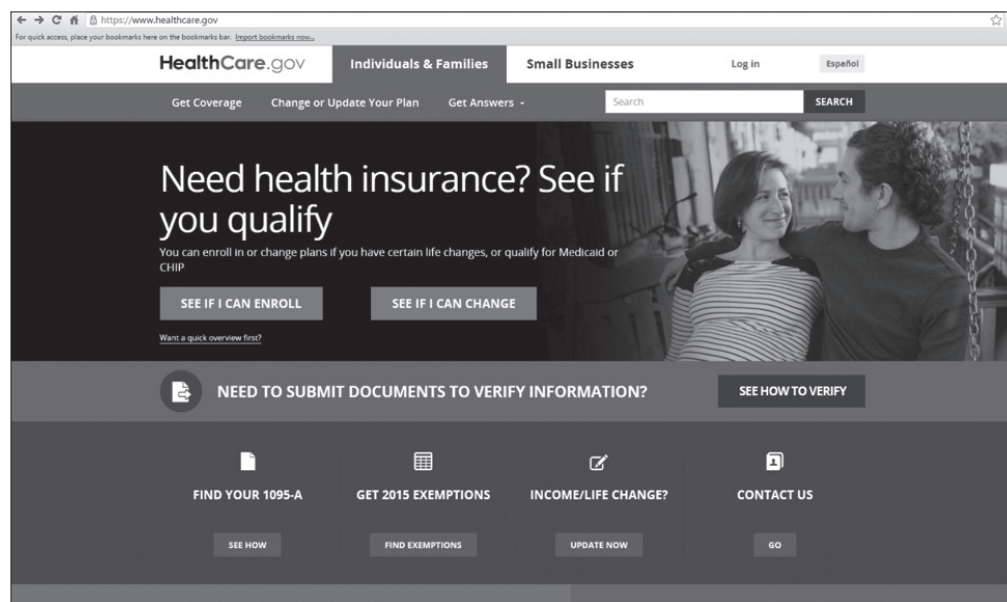 https://www.healthcare.gov
For quick access, place your bookmarks here on the bookmarks bar. Import bookmarks now...
HealthCare.gov Individuals & Families Small Businesses Log in Español
Get Coverage Change or Update Your Plan Get Answers Search SEARCH
Need health insurance? See if
you qualify
You can enroll in or change plans if you have certain life changes, or qualify for Medicaid or
CHIP
SEE IF I CAN ENROLL SEE IF I CAN CHANGE
Want a quick overview first?
NEED TO SUBMIT DOCUMENTS TO VERIFY INFORMATION? SEE HOW TO VERIFY
FIND YOUR 1095-A GET 2015 EXEMPTIONS INCOME/LIFE CHANGE? CONTACT US
SEE HOW FIND EXEMPTIONS UPDATE NOW GO